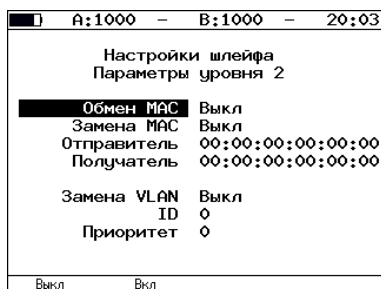 A:1000 – B:1000 – 20:03
Настройки шлейфа
Параметры уровня 2
Обмен MAC Выкл
Замена MAC Выкл
Отправитель 00:00:00:00:00:00
Получатель 00:00:00:00:00:00
Замена VLAN Выкл
ID 0
Приоритет 0
Выкл Вкл